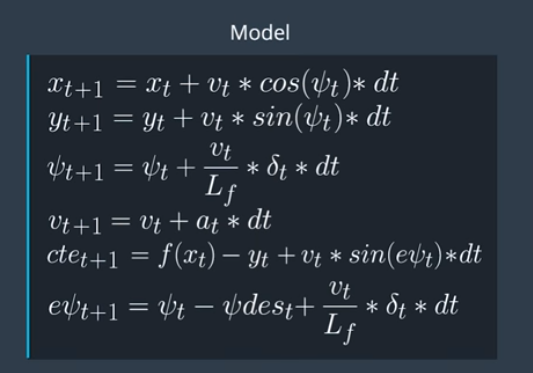 Model
x_{t+1} = x_t + v_t * cos(ψ_t) * dt
y_{t+1} = y_t + v_t * sin(ψ_t) * dt
ψ_{t+1} = ψ_t + \frac{v_t}{L_f} * δ_t * dt
v_{t+1} = v_t + a_t * dt
cte_{t+1} = f(x_t) − y_t + v_t * sin(eψ_t) * dt
eψ_{t+1} = ψ_t − ψdes_t + \frac{v_t}{L_f} * δ_t * dt